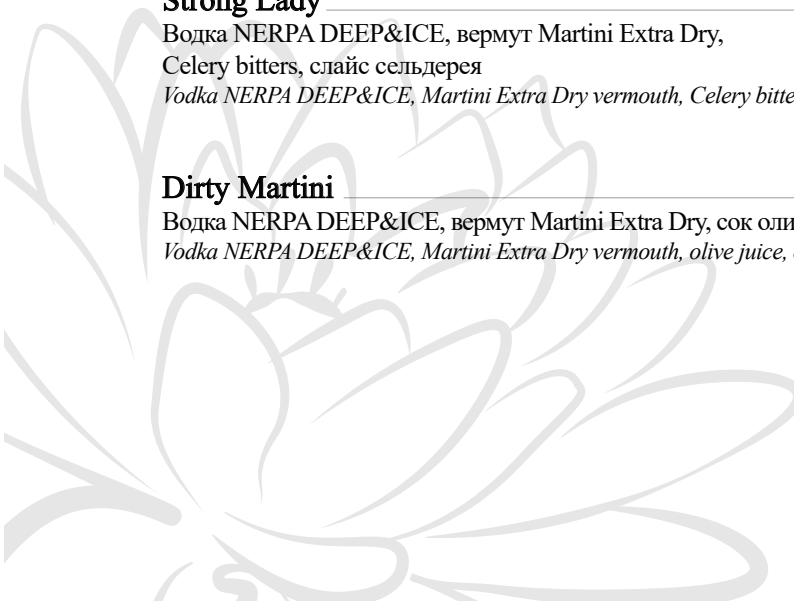 Strong Lady
Водка NERPA DEEP&ICE, вермут Martini Extra Dry,
Celery bitters, слайс сельдерея
Vodka NERPA DEEP&ICE, Martini Extra Dry vermouth, Celery
Dirty Martini
Водка NERPA DEEP&ICE, вермут Martini Extra Dry, сок
Vodka NERPA DEEP&ICE, Martini Extra Dry vermouth, olive juice,